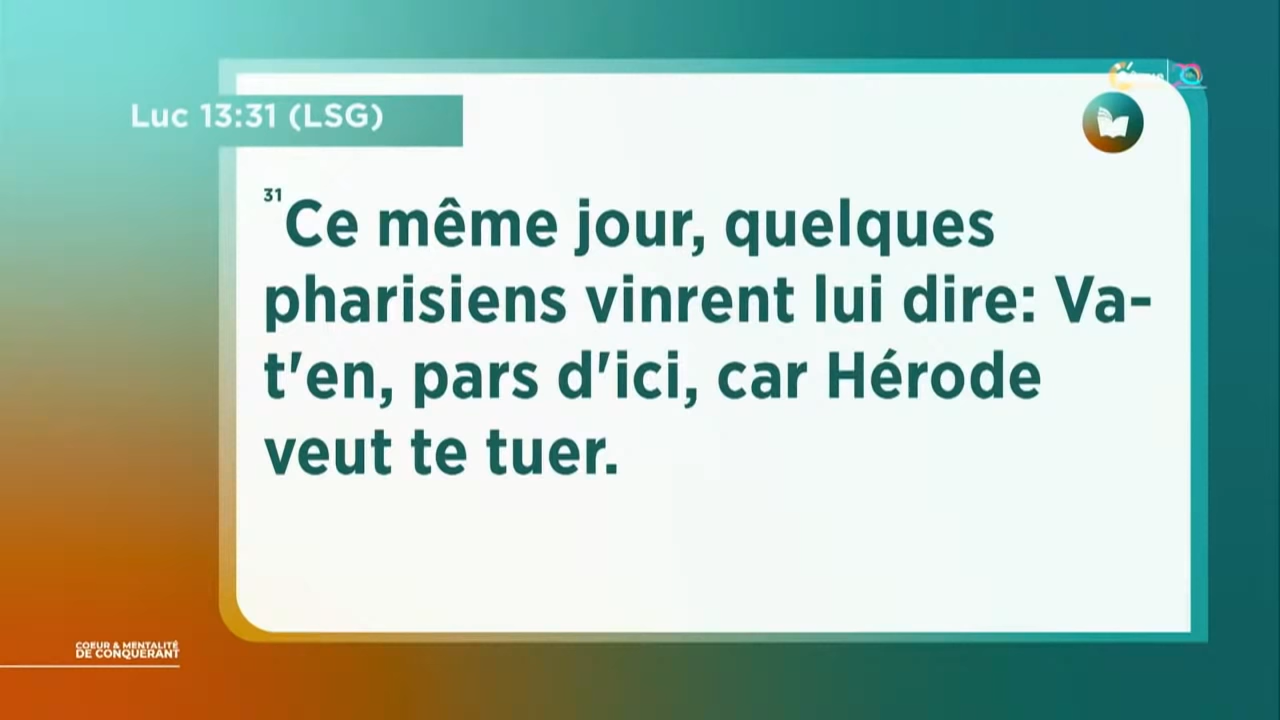 Luc 13:31 (LSG)
31 Ce même jour, quelques
pharisiens vinrent lui dire: Va-
t'en, pars d'ici, car Hérode
veut te tuer.
COEUR & MENTALITÉ
DE CONQUÉRANT